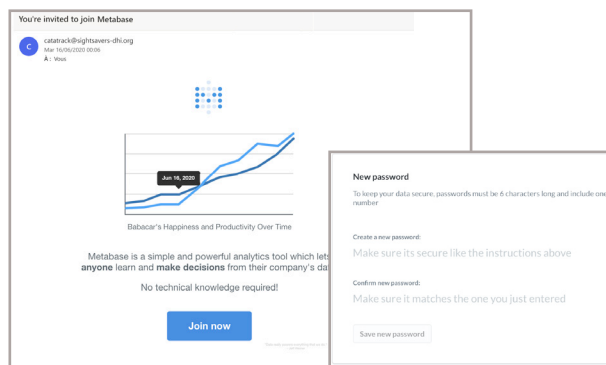 You're invited to join Metabase
C
catatrack@sightsavers-dhi.org
Mar 16/06/2020 00:06
À : Vous
Jun 16, 2020
Babacar's Happiness and Productivity Over Time
Metabase is a simple and powerful analytics tool which lets
anyone learn and make decisions from their company's da
No technical knowledge required!
Join now
New password
To keep your data secure, passwords must be 6 characters long and include one
number
Create a new password:
Make sure its secure like the instructions above
Confirm new password:
Make sure it matches the one you just entered
Save new password